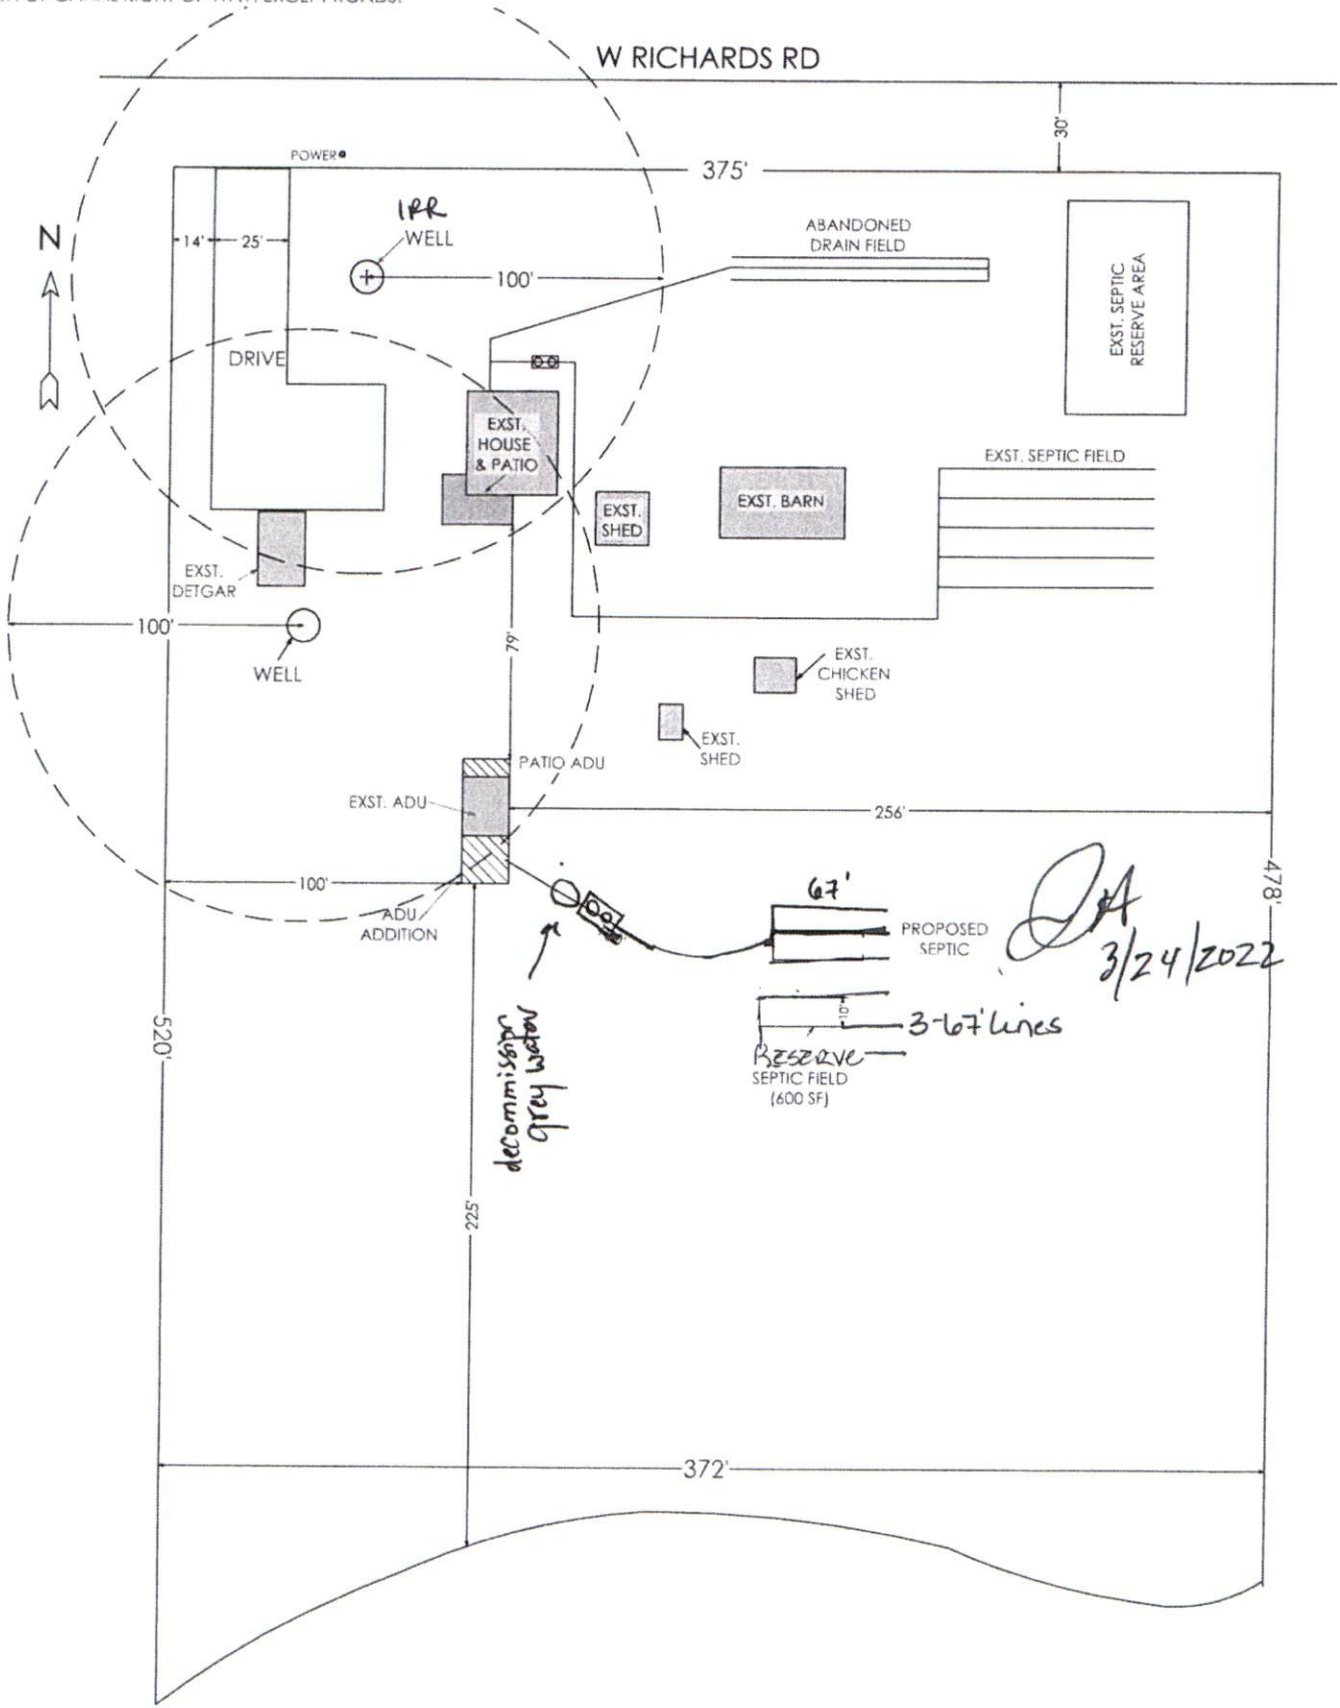 W RICHARDS RD
30'
POWER
375'
N
14'
25'
IRR
WELL
100'
ABANDONED
DRAIN FIELD
EXST. SEPTIC
RESERVE AREA
DRIVE
EXST.
HOUSE
& PATIO
EXST. SEPTIC FIELD
EXST.
SHED
EXST. BARN
EXST.
DETGAR
100'
WELL
79'
EXST.
CHICKEN
SHED
EXST.
SHED
PATIO ADU
EXST. ADU
256'
100'
ADU
ADDITION
67'
PROPOSED
SEPTIC
478'
3/24/2022
520'
decommission
grey water
10'
3-67' Lines
RESERVE
SEPTIC FIELD
(600 SF)
225'
372'